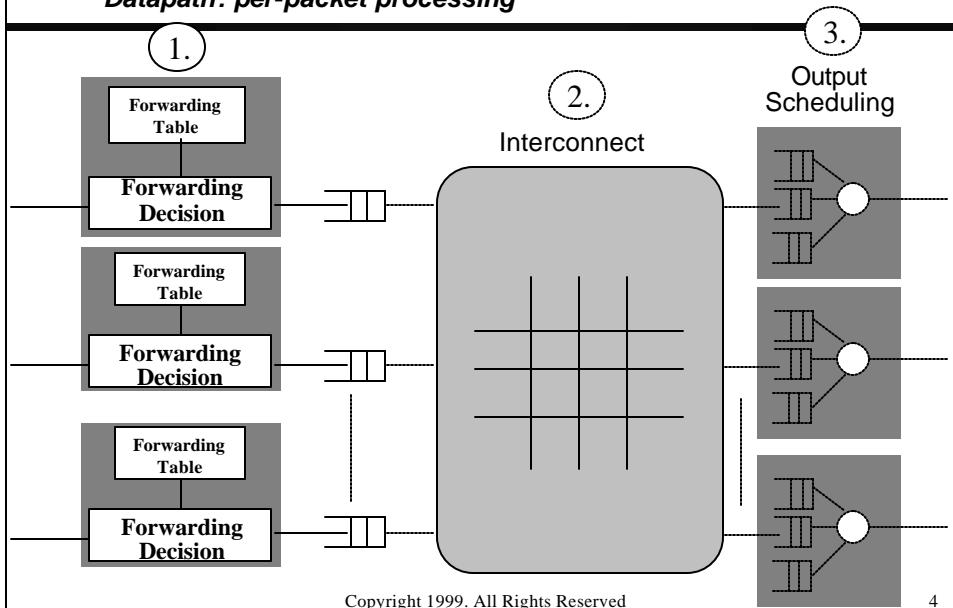 Datapath: per-packet processing
1.
2.
3.
Interconnect
Output
Scheduling
Forwarding
Table
Forwarding
Decision
Forwarding
Table
Forwarding
Decision
Forwarding
Table
Forwarding
Decision
Copyright 1999. All Rights Reserved
4